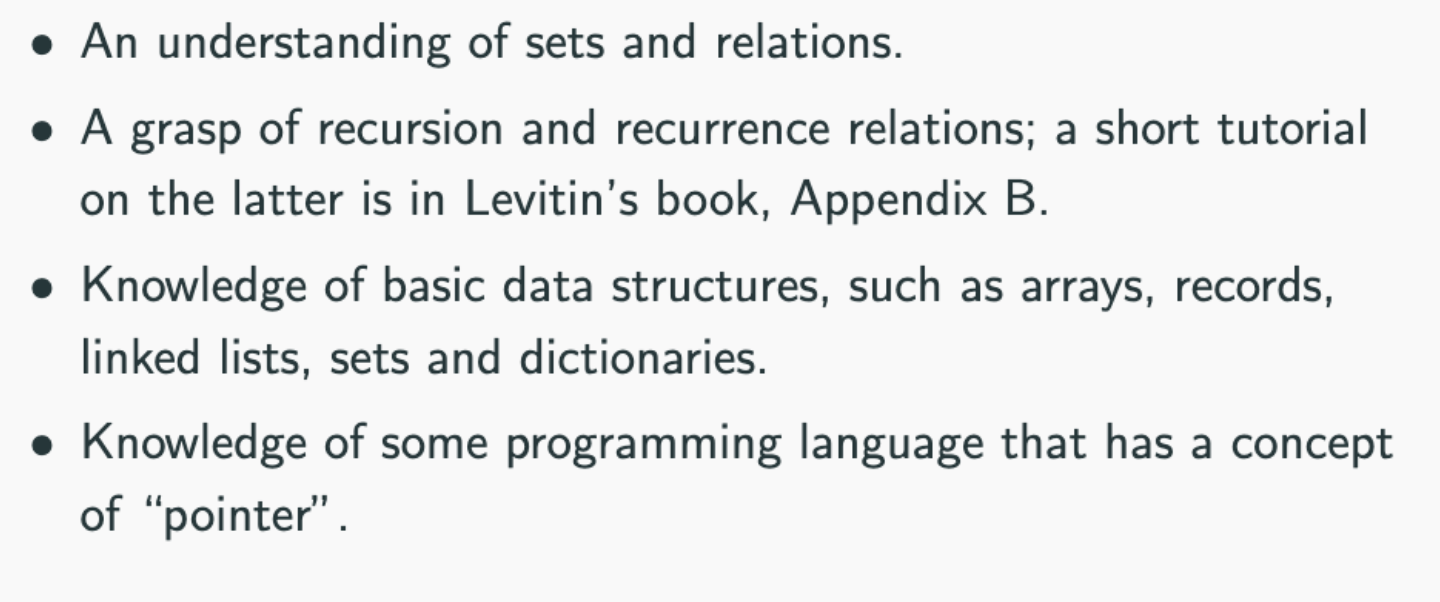 • An understanding of sets and relations.
• A grasp of recursion and recurrence relations; a short tutorial
on the latter is in Levitin’s book, Appendix B.
• Knowledge of basic data structures, such as arrays, records,
linked lists, sets and dictionaries.
• Knowledge of some programming language that has a concept
of “pointer”.